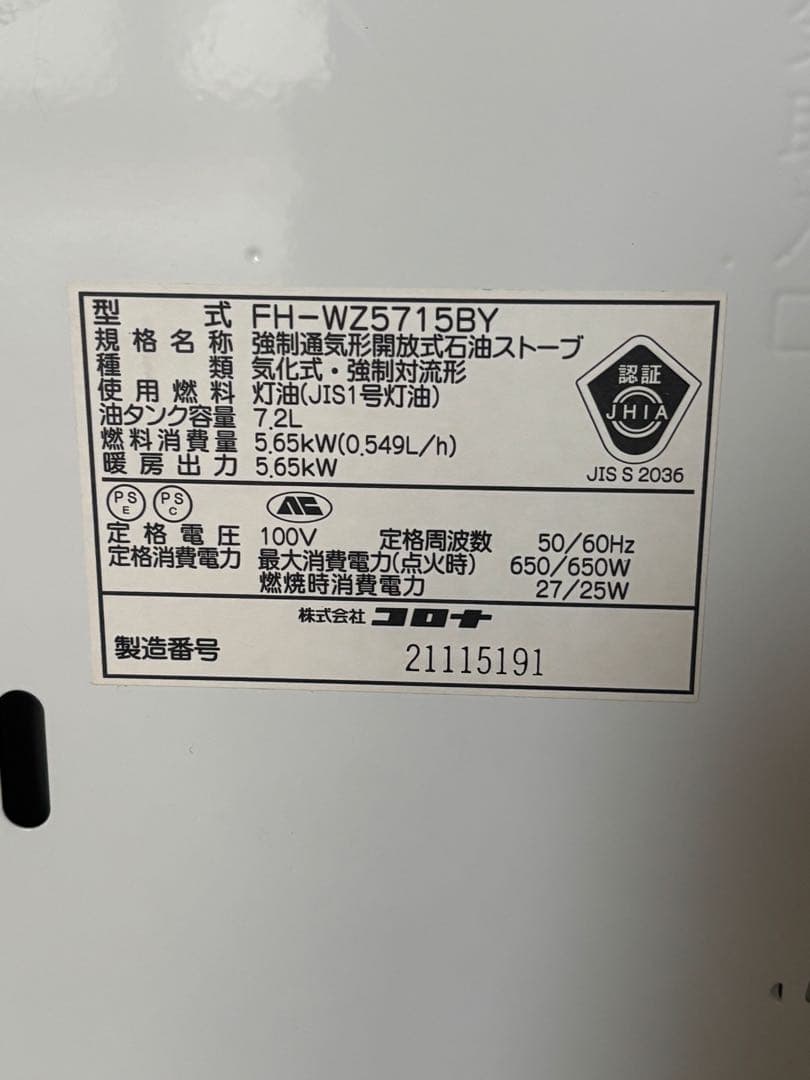 型式 FH-WZ5715BY
規格名称 強制通気形開放式石油ストーブ
種類 気化式・強制対流形
使用燃料 灯油(JIS1号灯油)
油タンク容量 7.2L
燃料消費量 5.65kW(0.549L/h)
暖房出力 5.65kW
認証
JHIA
JIS S 2036
PS E PS C
定格電圧 100V 定格周波数 50/60Hz
定格消費電力 最大消費電力(点火時) 650/650W
燃焼時消費電力 27/25W
株式会社 コロナ
製造番号 21115191